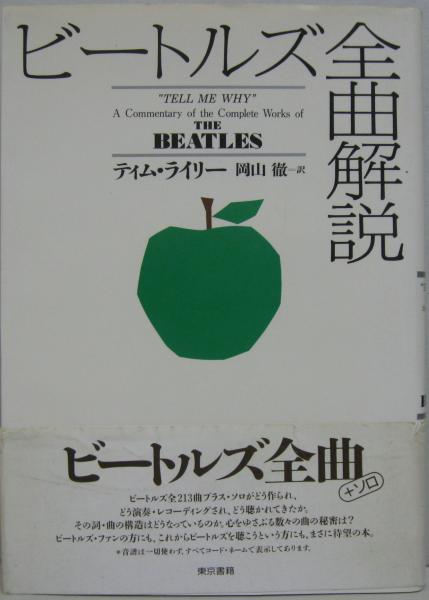 ビートルズ全曲解説
"TELL ME WHY"
A Commentary of the Complete Works of
THE
BEATLES
ティム・ライリー 岡山 徹—訳
ビートルズ全曲
+ソロ
ビートルズ全213曲プラス・ソロがどう作られ、
どう演奏・レコーディングされ、どう聴かれてきたか。
その詞・曲の構造はどうなっているのか。心をゆさぶる数々の曲の秘密は?
ビートルズ・ファンの方にも、これからビートルズを聴こうという方にも、まさに待望の本。
*音譜は一切使わず、すべてコード・ネームで表示してあります。
東京書籍